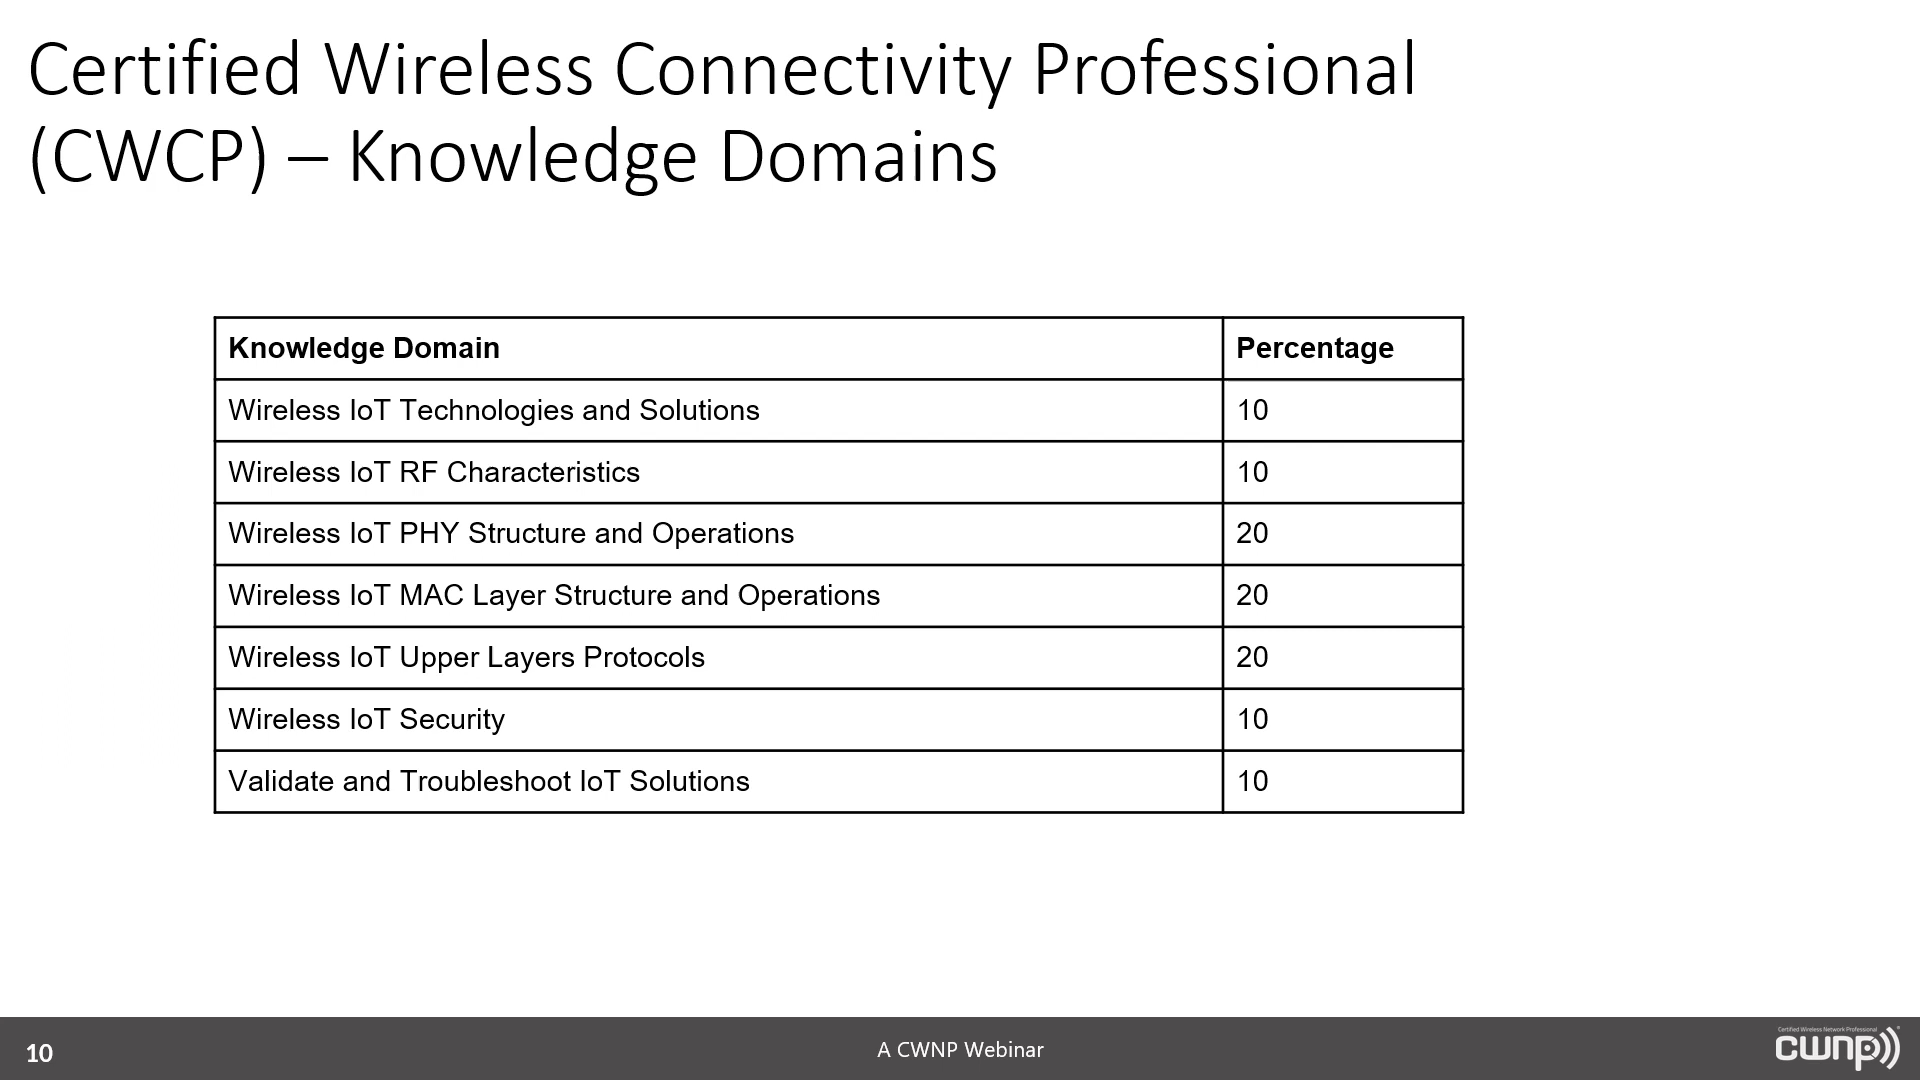 Certified Wireless Connectivity Professional
(CWCP) – Knowledge Domains
Knowledge Domain Percentage
Wireless IoT Technologies and Solutions 10
Wireless IoT RF Characteristics 10
Wireless IoT PHY Structure and Operations 20
Wireless IoT MAC Layer Structure and Operations 20
Wireless IoT Upper Layers Protocols 20
Wireless IoT Security 10
Validate and Troubleshoot IoT Solutions 10
10
A CWNP Webinar
Certified Wireless Network Professional
cwnp